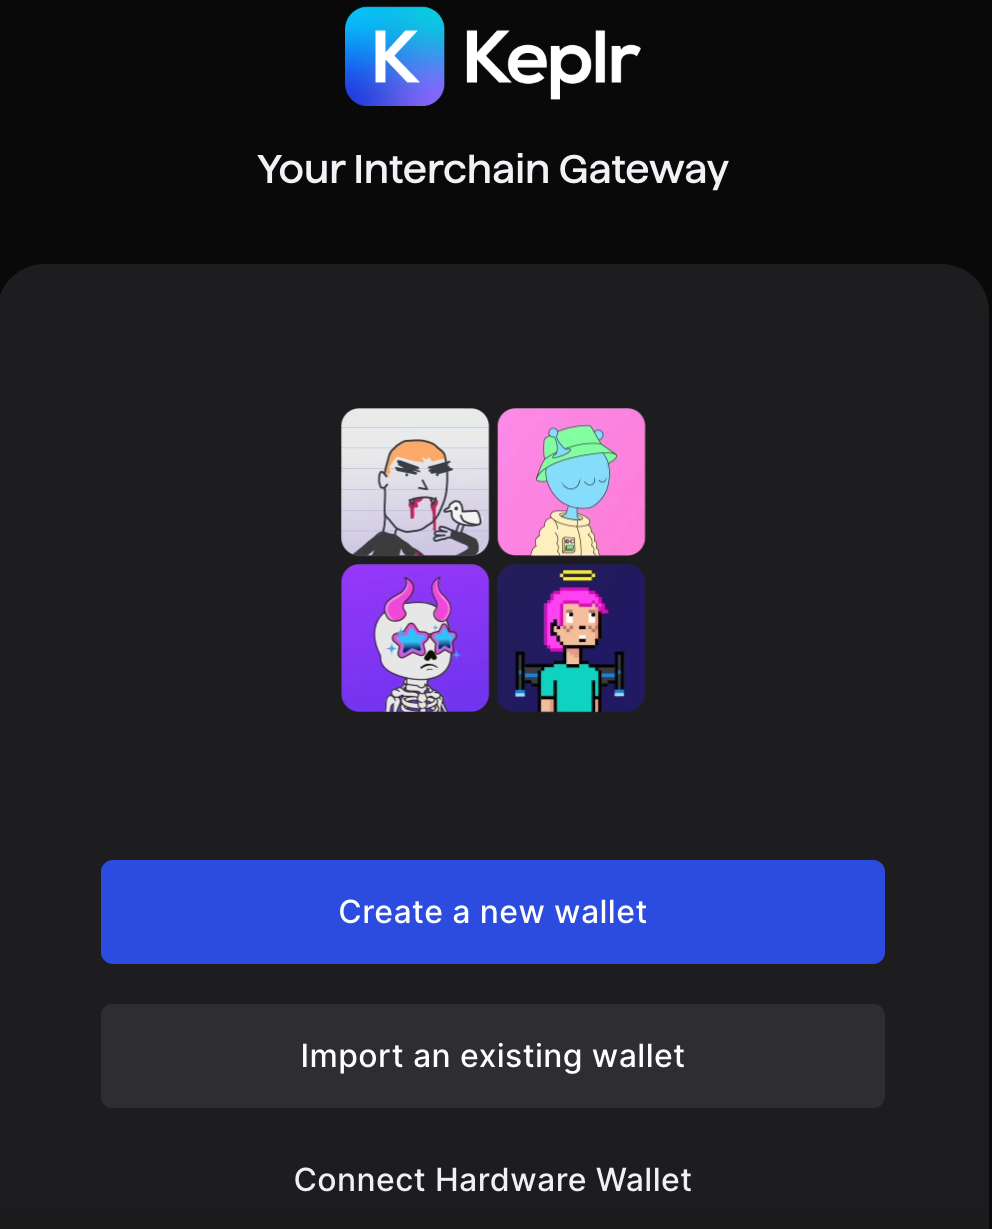 K Keplr
Your Interchain Gateway
Create a new wallet
Import an existing wallet
Connect Hardware Wallet